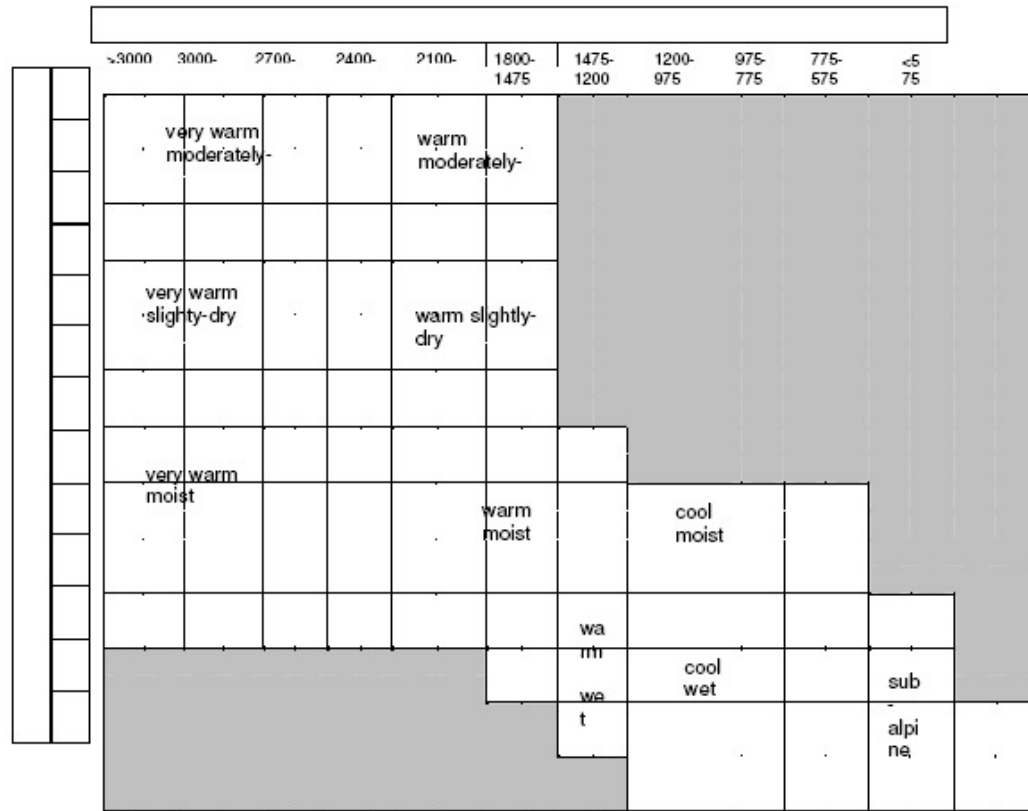 >3000 3000- 2700- 2400- 2100- 1800- 1475- 1200- 975- 775- <5
1475 1200 975 775 575 75
very warm
moderately-
warm
moderately-
very warm
slighty-dry
warm slightly-
dry
very warm
moist
warm
moist
cool
moist
wa
rm
we
t
cool
wet
sub
-
alpi
ne